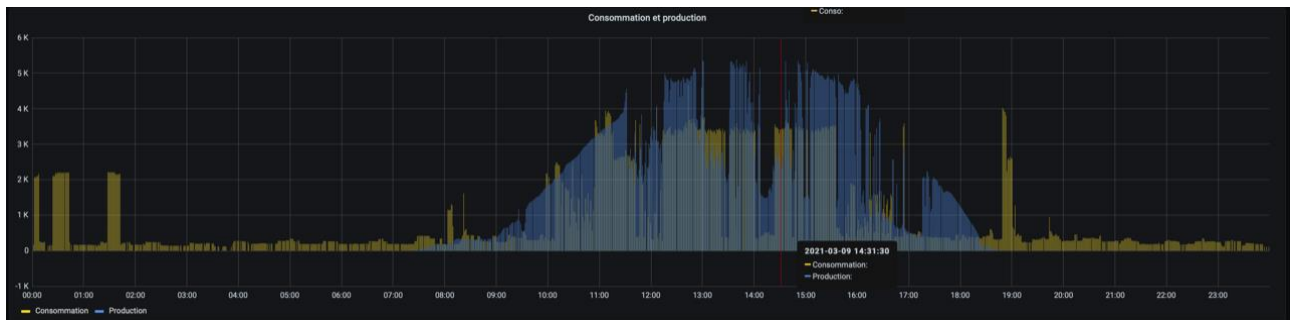 Conso:
Consommation et production
6 K
5 K
4 K
3 K
2 K
1 K
0
-1 K
2021-03-09 14:31:30
Consommation:
Production:
00:00 01:00 02:00 03:00 04:00 05:00 06:00 07:00 08:00 09:00 10:00 11:00 12:00 13:00 14:00 15:00 16:00 17:00 18:00 19:00 20:00 21:00 22:00 23:00
Consommation Production